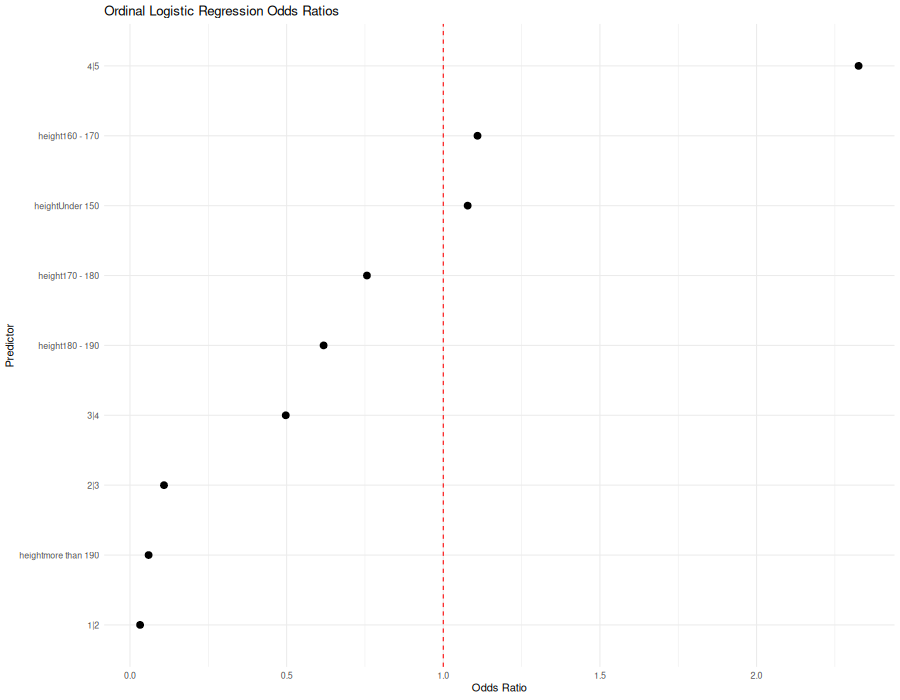 Ordinal Logistic Regression Odds Ratios
4|5
height160 - 170
heightUnder 150
height170 - 180
height180 - 190
3|4
2|3
heightmore than 190
1|2
Predictor
0.0 0.5 1.0 1.5 2.0
Odds Ratio